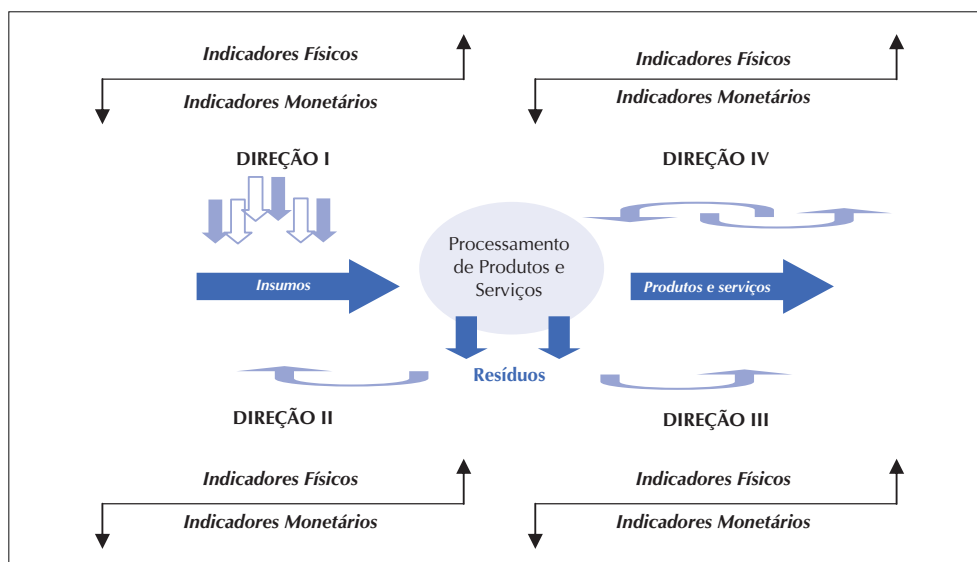 Indicadores Físicos
Indicadores Monetários
Indicadores Físicos
Indicadores Monetários
DIREÇÃO I
DIREÇÃO IV
Processamento
de Produtos e
Serviços
Insumos
Produtos e serviços
Resíduos
DIREÇÃO II
DIREÇÃO III
Indicadores Físicos
Indicadores Monetários
Indicadores Físicos
Indicadores Monetários